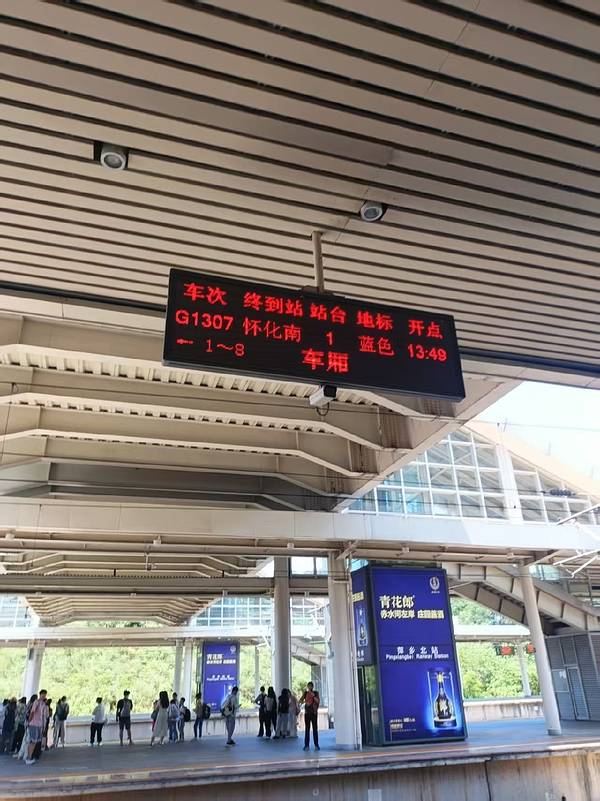 车次 终到站 站台 地标 开点
G1307 怀化南 1 蓝色 13:49
← 1～8 车厢
青花郎
赤水河左岸 庄园酱酒
萍乡北站
Pingxiangbei Railway Station